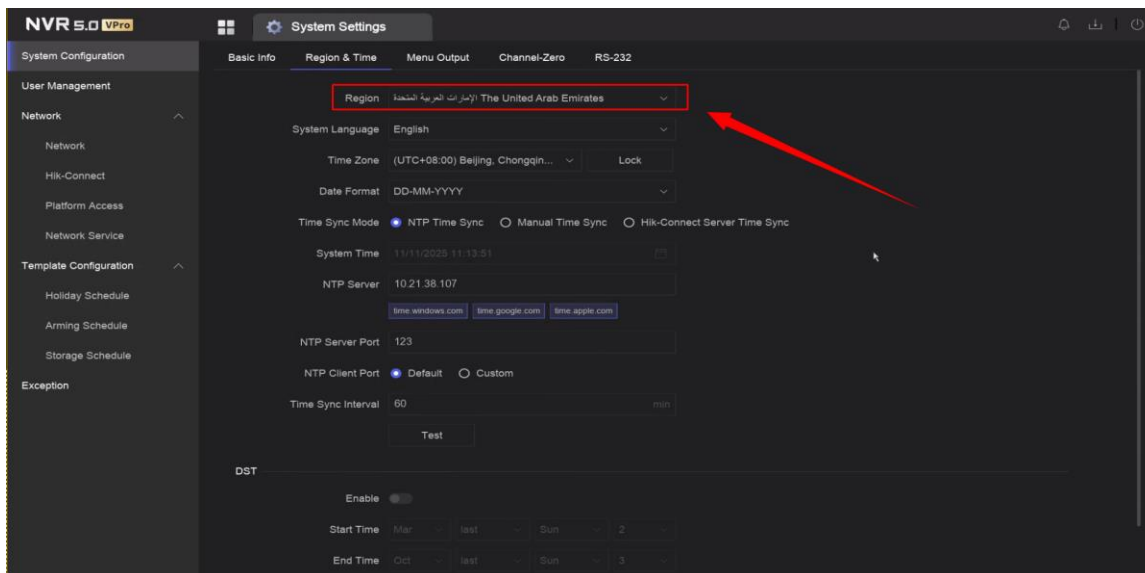 NVR 5.0 VPro
System Settings
System Configuration
Basic Info Region & Time Menu Output Channel-Zero RS-232
User Management
Region الإمارات العربية المتحدة The United Arab Emirates
Network
System Language English
Network
Time Zone (UTC+08:00) Beijing, Chongqin... Lock
Hik-Connect
Date Format DD-MM-YYYY
Platform Access
Time Sync Mode NTP Time Sync Manual Time Sync Hik-Connect Server Time Sync
Network Service
System Time 11/11/2025 11:13:51
Template Configuration
NTP Server 10.21.38.107
Holiday Schedule
time.windows.com time.google.com time.apple.com
Arming Schedule
NTP Server Port 123
Storage Schedule
NTP Client Port Default Custom
Exception
Time Sync Interval 60 min
Test
DST
Enable
Start Time Mar last Sun 2
End Time Oct last Sun 3